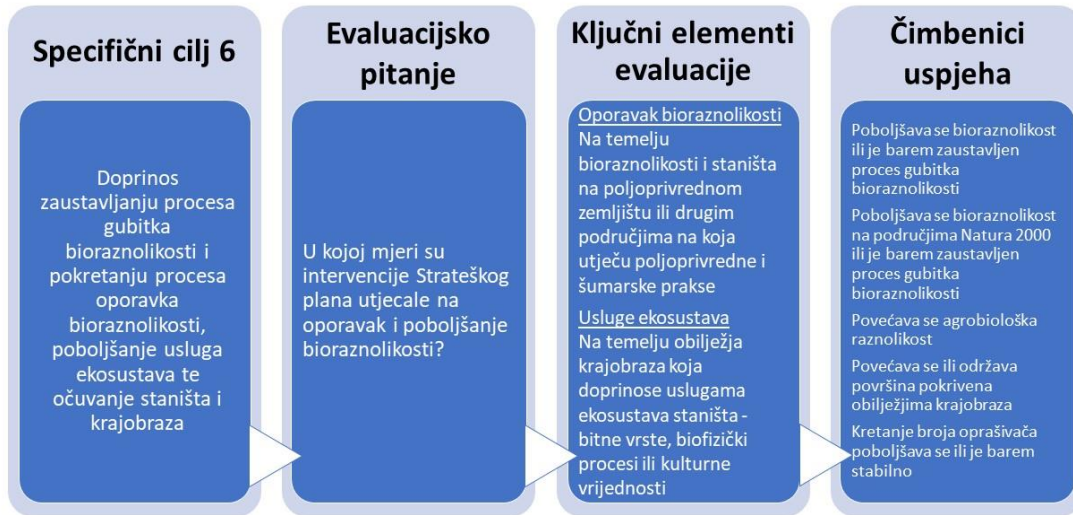 Specifični cilj 6
Doprinos
zaustavljanju procesa
gubitka
bioraznolikosti i
pokretanju procesa
oporavka
bioraznolikosti,
poboljšanje usluga
ekosustava te
očuvanje staništa i
krajobraza
Evaluacijsko
pitanje
U kojoj mjeri su
intervencije Strateškog
plana utjecale na
oporavak i poboljšanje
bioraznolikosti?
Ključni elementi
evaluacije
Oporavak bioraznolikosti
Na temelju
bioraznolikosti i staništa
na poljoprivrednom
zemljištu ili drugim
područjima na koja
utječu poljoprivredne i
šumarske prakse
Usluge ekosustava
Na temelju obilježja
krajobraza koja
doprinose uslugama
ekosustava staništa -
bitne vrste, biofizički
procesi ili kulturne
vrijednosti
Čimbenici
uspjeha
Poboljšava se bioraznolikost
ili je barem zaustavljen
proces gubitka
bioraznolikosti
Poboljšava se bioraznolikost
na područjima Natura 2000
ili je barem zaustavljen
proces gubitka
bioraznolikosti
Povećava se agrobiološka
raznolikost
Povećava se ili održava
površina pokrivena
obilježjima krajobraza
Kretanje broja oprašivača
poboljšava se ili je barem
stabilno